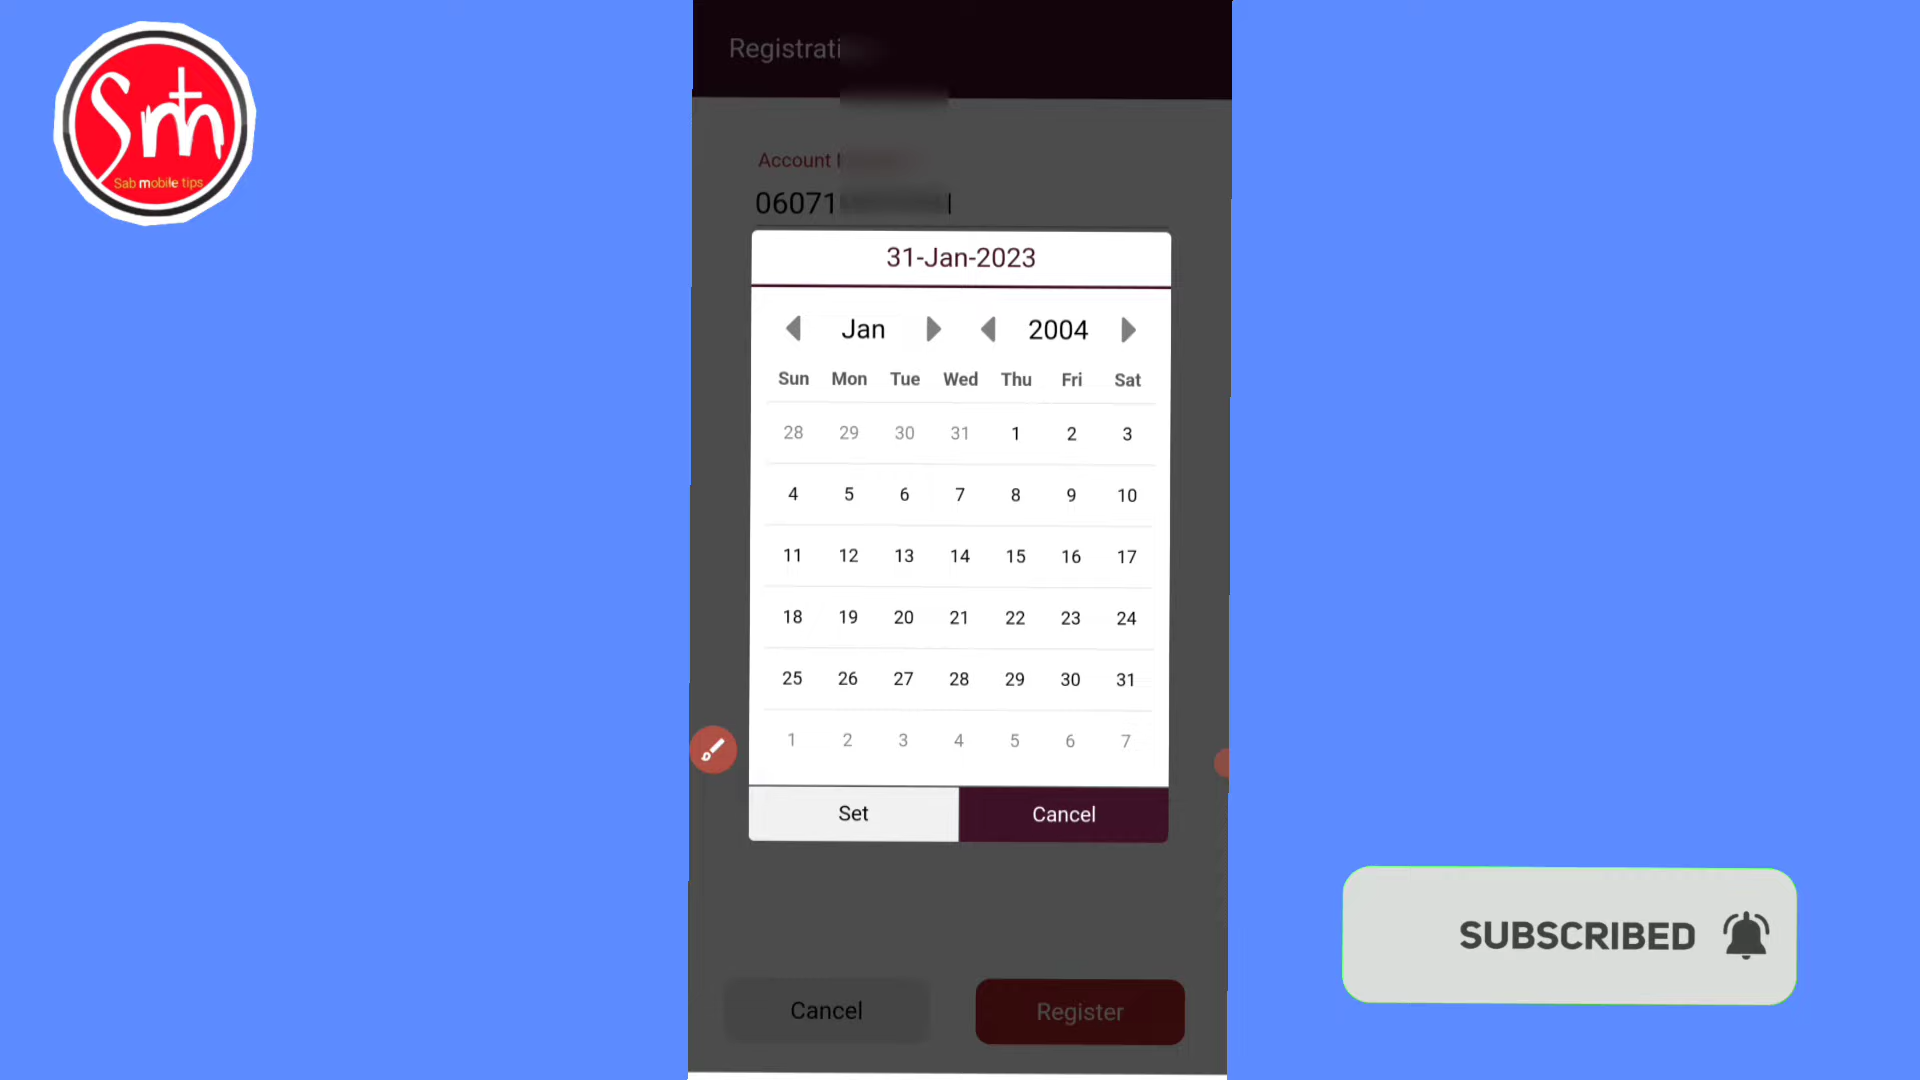 Smh
Sab mobile tips
Account
06071
31-Jan-2023
Jan 2004
Sun Mon Tue Wed Thu Fri Sat
28 29 30 31 1 2 3
4 5 6 7 8 9 10
11 12 13 14 15 16 17
18 19 20 21 22 23 24
25 26 27 28 29 30 31
1 2 3 4 5 6 7
Set Cancel
SUBSCRIBED
Cancel Register